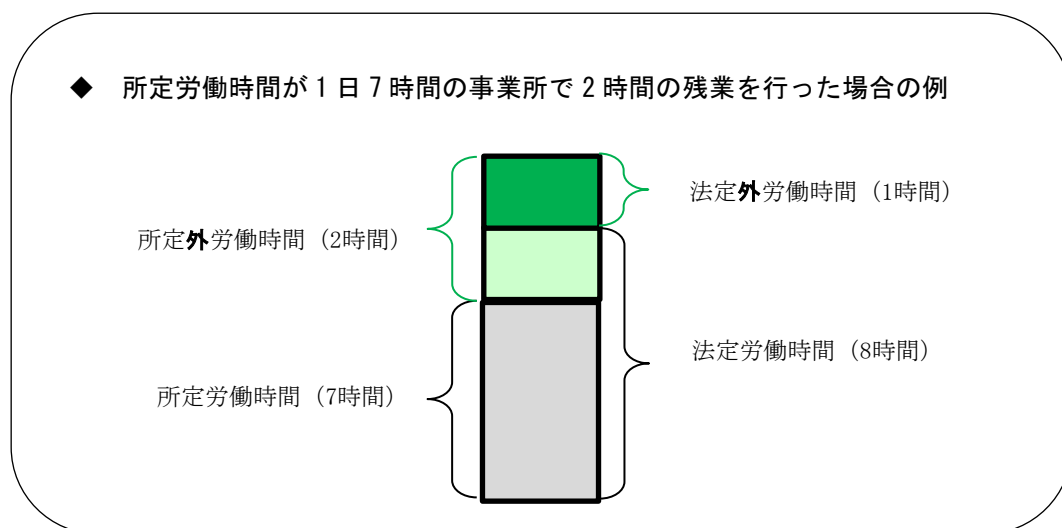 ◆ 所定労働時間が1日7時間の事業所で2時間の残業を行った場合の例
法定外労働時間（1時間）
所定外労働時間（2時間）
法定労働時間（8時間）
所定労働時間（7時間）